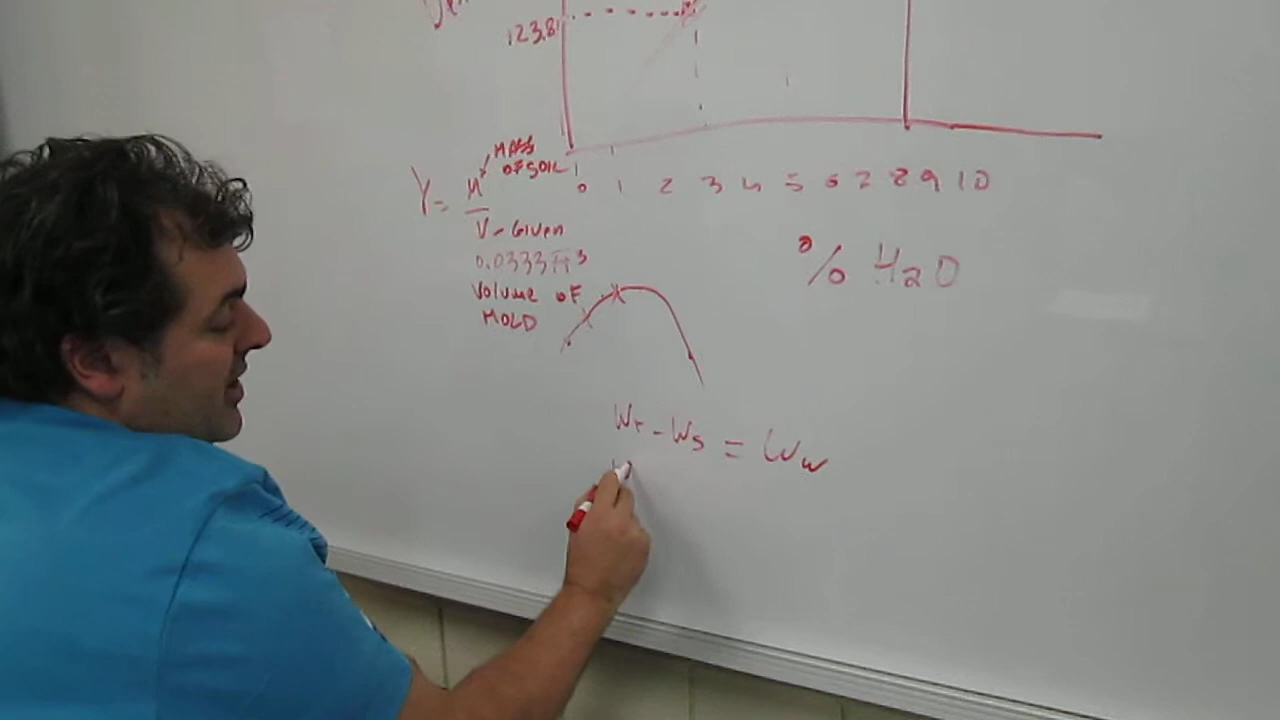 123.8
MASS
OF SOIL
γ = M
V - Given
0.0333 Ft3
Volume of
MOLD
0 1 2 3 4 5 6 7 8 9 10
% H2O
WT - WS = WW